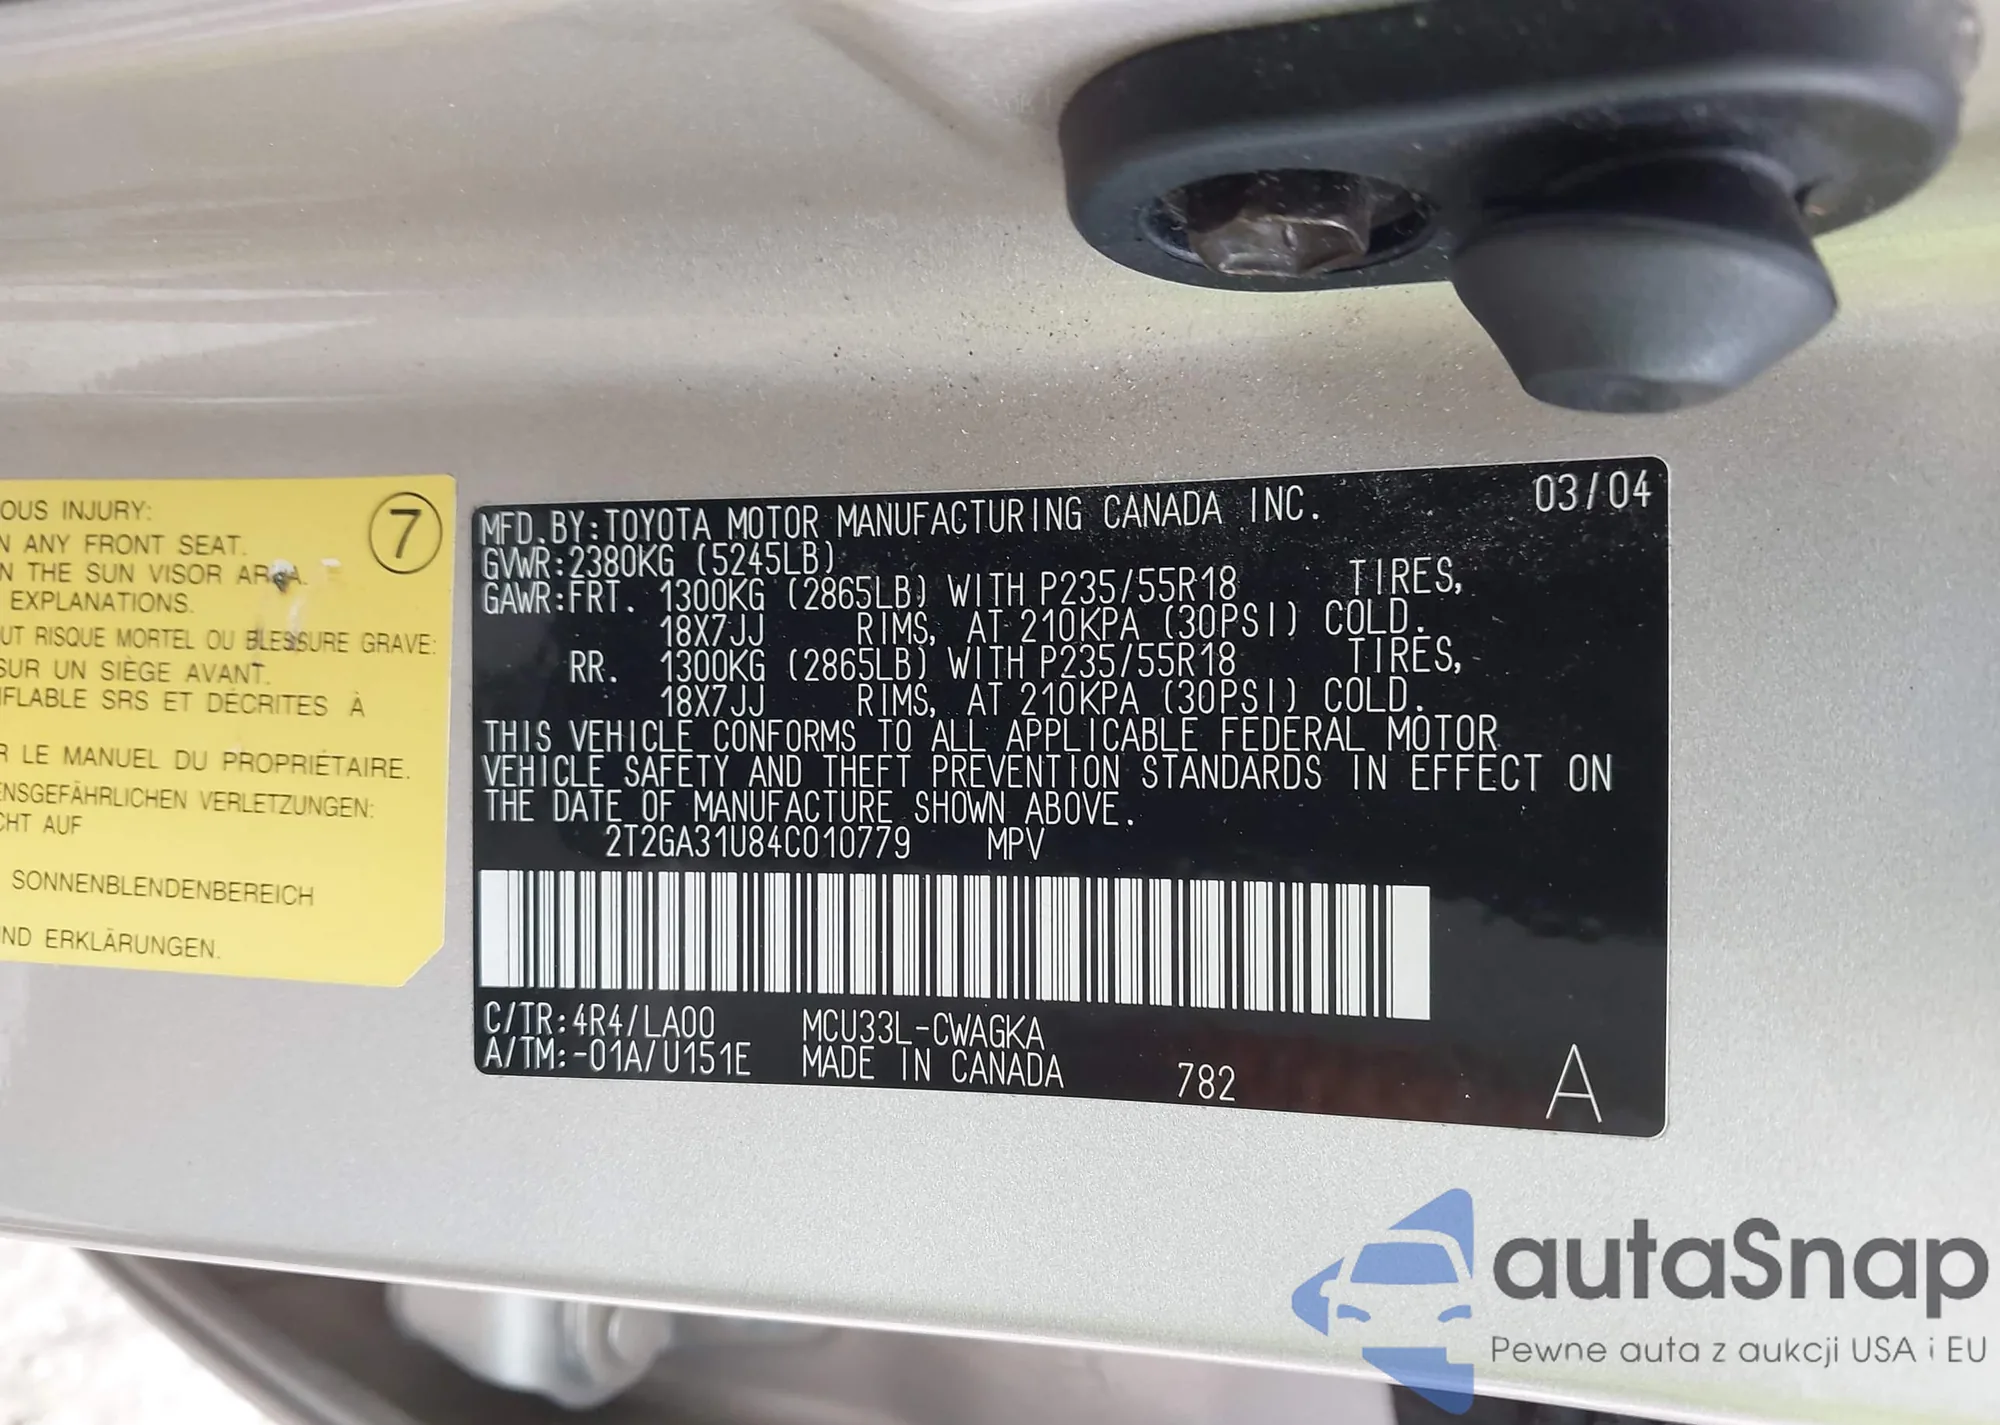 OUS INJURY:
7
N ANY FRONT SEAT.
N THE SUN VISOR AREA.
EXPLANATIONS.
UT RISQUE MORTEL OU BLESSURE GRAVE:
SUR UN SIÈGE AVANT.
FLABLE SRS ET DÉCRITES À
R LE MANUEL DU PROPRIÉTAIRE.
ENSGEFÄHRLICHEN VERLETZUNGEN:
CHT AUF
SONNENBLENDENBEREICH
ND ERKLÄRUNGEN.
MFD.BY:TOYOTA MOTOR MANUFACTURING CANADA INC. 03/04
GVWR:2380KG (5245LB)
GAWR:FRT. 1300KG (2865LB) WITH P235/55R18 TIRES,
18X7JJ RIMS, AT 210KPA (30PSI) COLD.
RR. 1300KG (2865LB) WITH P235/55R18 TIRES,
18X7JJ RIMS, AT 210KPA (30PSI) COLD.
THIS VEHICLE CONFORMS TO ALL APPLICABLE FEDERAL MOTOR
VEHICLE SAFETY AND THEFT PREVENTION STANDARDS IN EFFECT ON
THE DATE OF MANUFACTURE SHOWN ABOVE.
2T2GA31U84C010779 MPV
C/TR:4R4/LA00 MCU33L-CWAGKA
A/TM:-01A/U151E MADE IN CANADA 782 A
autaSnap
Pewne auta z aukcji USA i EU